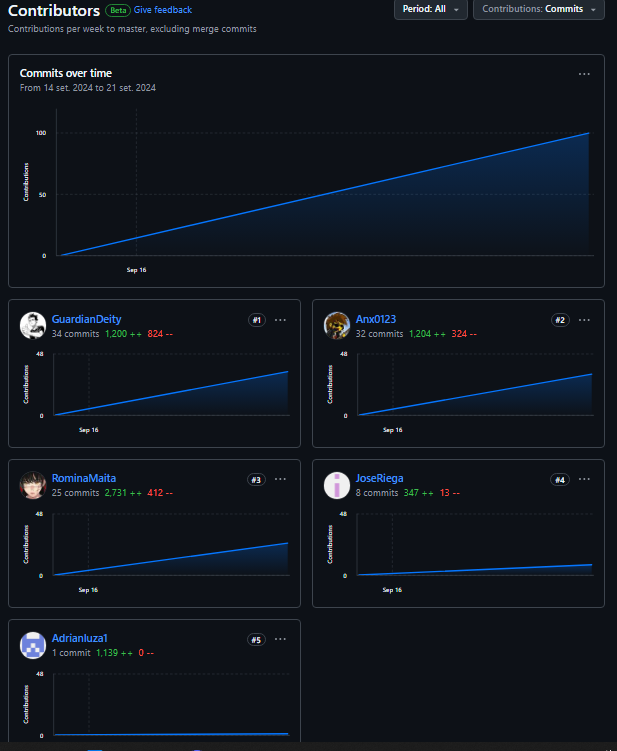 Contributors Beta Give feedback
Period: All
Contributions: Commits
Contributions per week to master, excluding merge commits
Commits over time
From 14 set. 2024 to 21 set. 2024
Contributions
100
50
0
Sep 16
GuardianDeity
#1
34 commits 1,200 ++ 824 --
Contributions
48
0
Sep 16
Anx0123
#2
32 commits 1,204 ++ 324 --
Contributions
48
0
Sep 16
RominaMaita
#3
25 commits 2,731 ++ 412 --
Contributions
48
0
Sep 16
JoseRiega
#4
8 commits 347 ++ 13 --
Contributions
48
0
Sep 16
Adrianluza1
#5
1 commit 1,139 ++ 0 --
Contributions
48
0